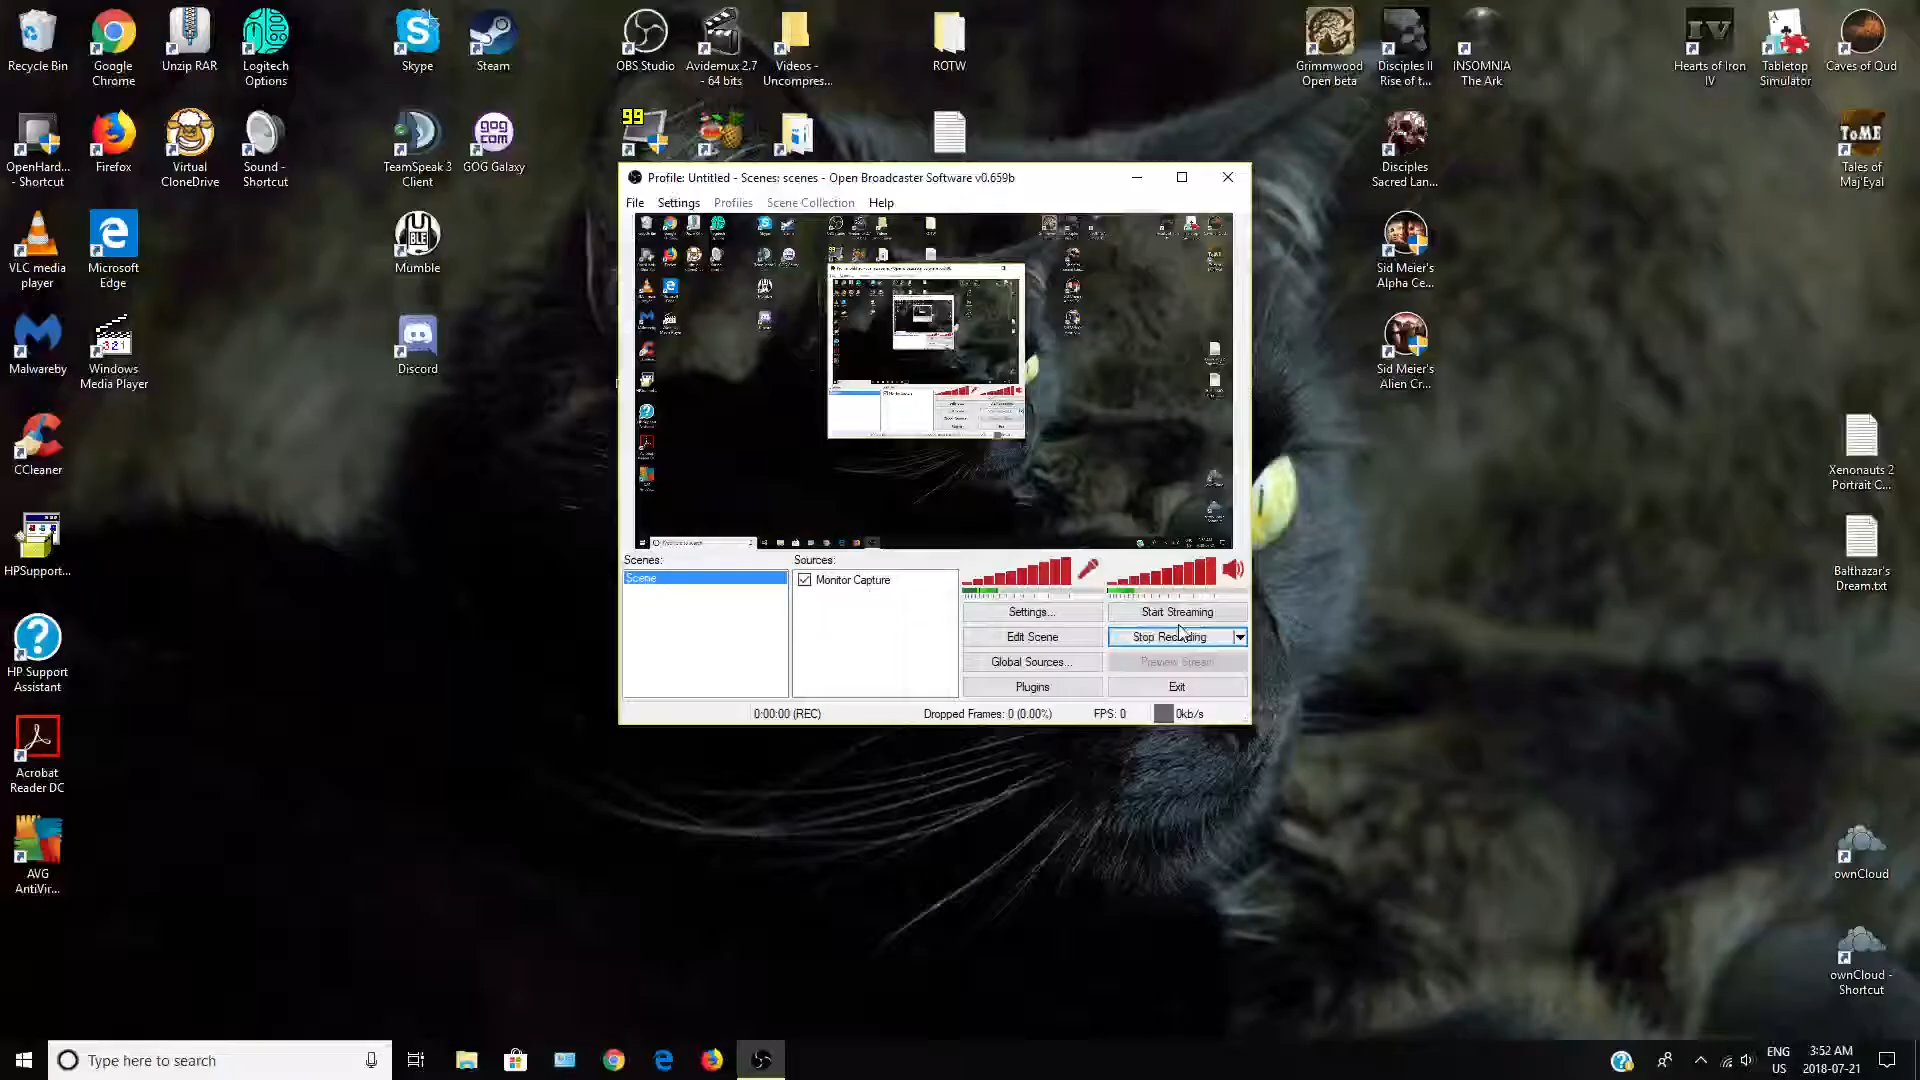 Recycle Bin
Google
Chrome
Unzip RAR
Logitech
Options
Skype
Steam
OBS Studio
Avidemux 2.7
- 64 bits
Videos -
Uncompres...
ROTW
Grimmwood
Open beta
Disciples II
Rise of t...
INSOMNIA
The Ark
Hearts of Iron
IV
Tabletop
Simulator
Caves of Qud
99
OpenHard...
- Shortcut
Firefox
Virtual
CloneDrive
Sound -
Shortcut
TeamSpeak 3
Client
GOG Galaxy
Disciples
Sacred Lan...
ToME
Tales of
Maj'Eyal
Profile: Untitled - Scenes: scenes - Open Broadcaster Software v0.659b
File
Settings
Profiles
Scene Collection
Help
VLC media
player
Microsoft
Edge
Mumble
Sid Meier's
Alpha Ce...
Malwareby
Windows
Media Player
Discord
Sid Meier's
Alien Cr...
CCleaner
Xenonauts 2
Portrait C...
HPSupport...
Balthazar's
Dream.txt
Scenes:
Scene
Sources:
Monitor Capture
Settings...
Start Streaming
Edit Scene
Stop Recording
Global Sources...
Preview Stream
Plugins
Exit
0:00:00 (REC)
Dropped Frames: 0 (0.00%)
FPS: 0
0kb/s
HP Support
Assistant
Acrobat
Reader DC
AVG
AntiVir...
ownCloud
ownCloud -
Shortcut
Type here to search
ENG
US
3:52 AM
2018-07-21